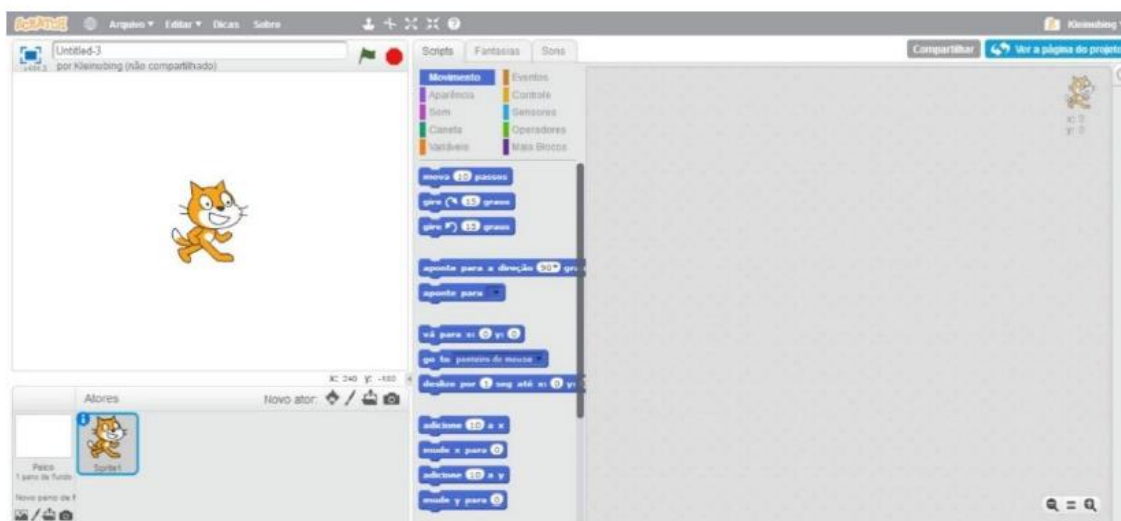 SCRATCH Arquivo Editar Dicas Sobre Kleinubing
Untitled-3
por Kleinubing (não compartilhado)
Scripts Fantasias Sons
Compartilhar Ver a página do projeto
Movimento Eventos
Aparência Controle
Som Sensores
Caneta Operadores
Variáveis Mais Blocos
x: 0
y: 0
mova 10 passos
gire 15 graus
gire 15 graus
aponte para a direção 90 gra
aponte para
vá para x: 0 y: 0
go to ponteiro do mouse
deslize por 1 seg até x: 0 y:
adicione 10 a x
mude x para 0
adicione 10 a y
mude y para 0
X: 240 y: -180
Atores Novo ator:
Sprite1
Palco
1 pano de fundo
Novo pano de f